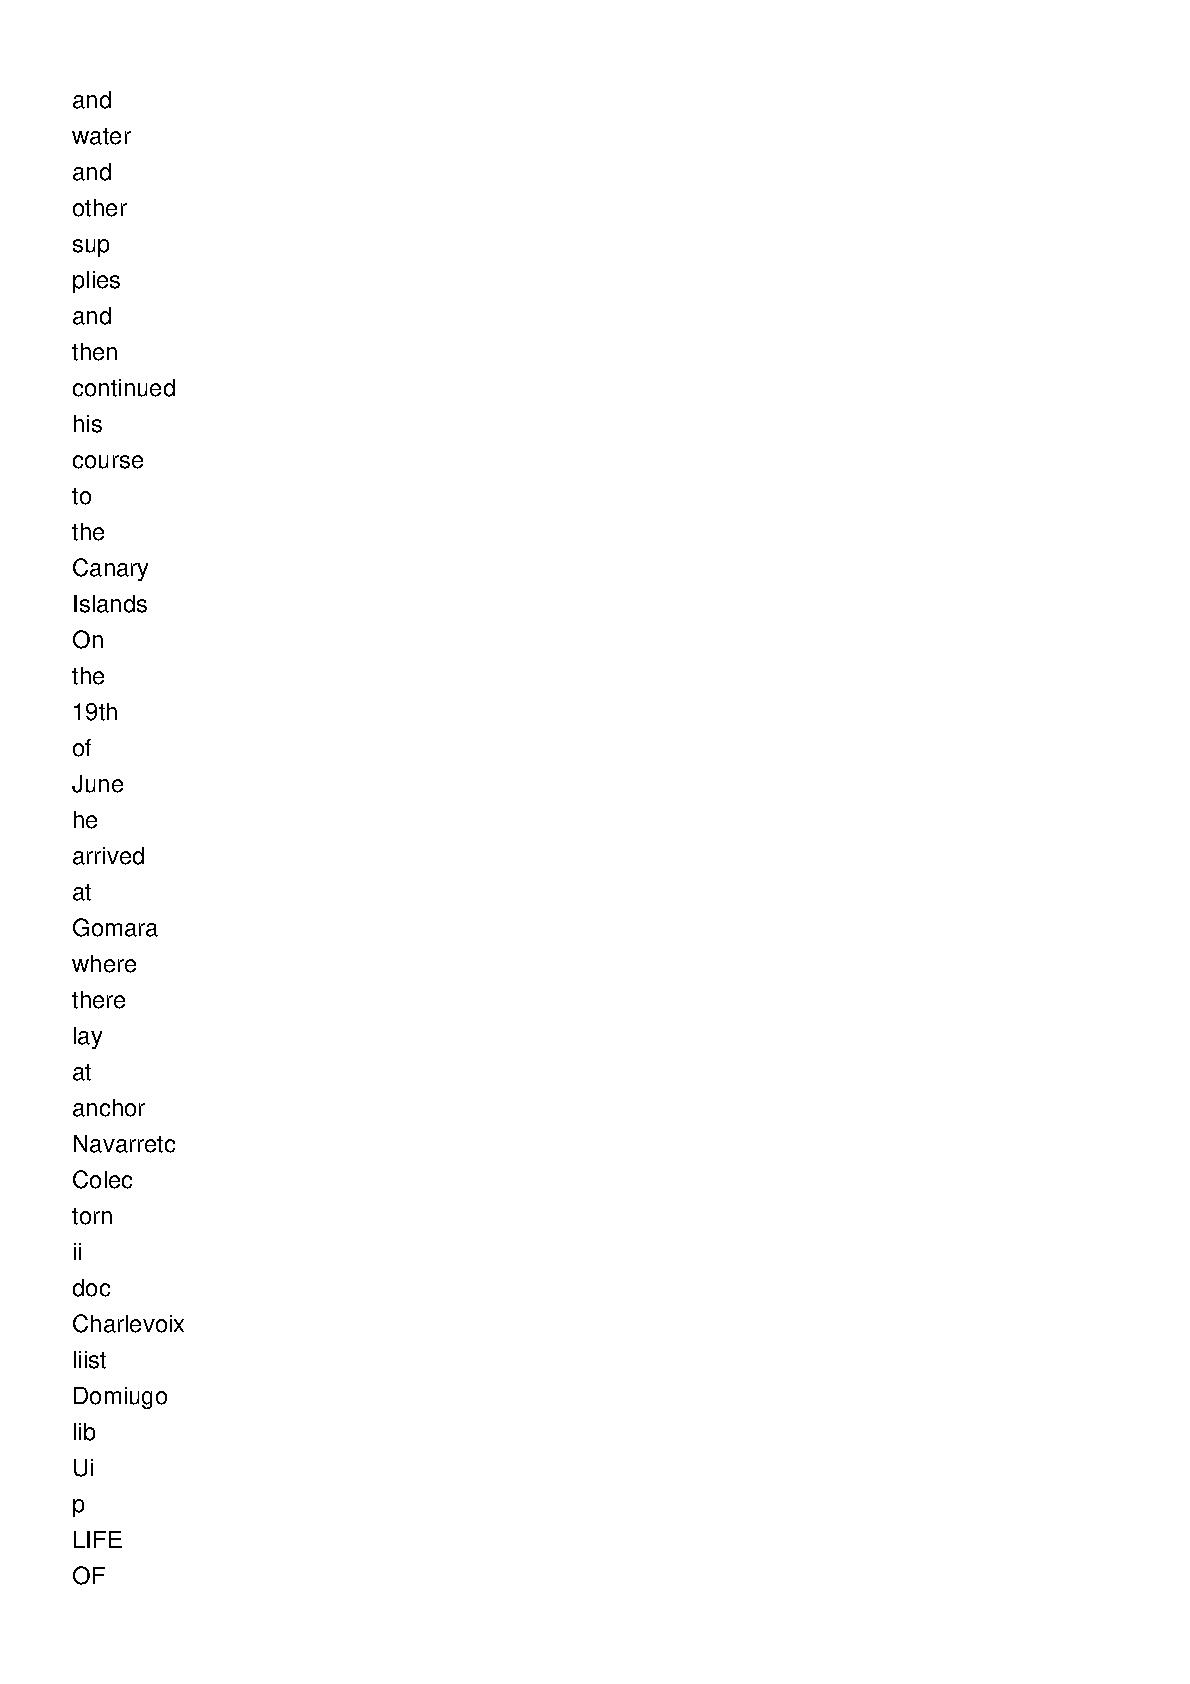 and
water
and
other
sup
plies
and
then
continued
his
course
to
the
Canary
Islands
On
the
19th
of
June
he
arrived
at
Gomara
where
there
lay
at
anchor
Navarretc
Colec
torn
ii
doc
Charlevoix
liist
Domiugo
lib
Ui
p
LIFE
OF